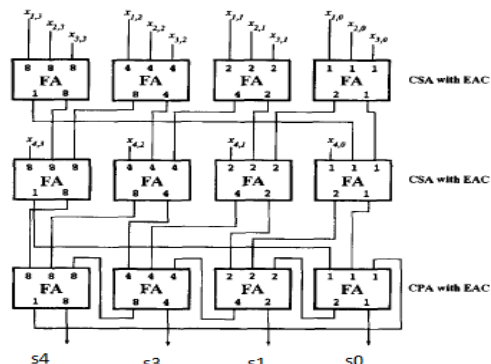 x1,3 x2,3 x3,3 x1,2 x2,2 x3,2 x1,1 x2,1 x3,1 x1,0 x2,0 x3,0
8 8 8 4 4 4 2 2 2 1 1 1
FA FA FA FA CSA with EAC
1 8 8 4 4 2 2 1
x4,3 x4,2 x4,1 x4,0
8 8 8 4 4 4 2 2 2 1 1 1
FA FA FA FA CSA with EAC
1 8 8 4 4 2 2 1
8 8 8 4 4 4 2 2 2 1 1 1
FA FA FA FA CPA with EAC
1 8 8 4 4 2 2 1
s4 s3 s1 s0